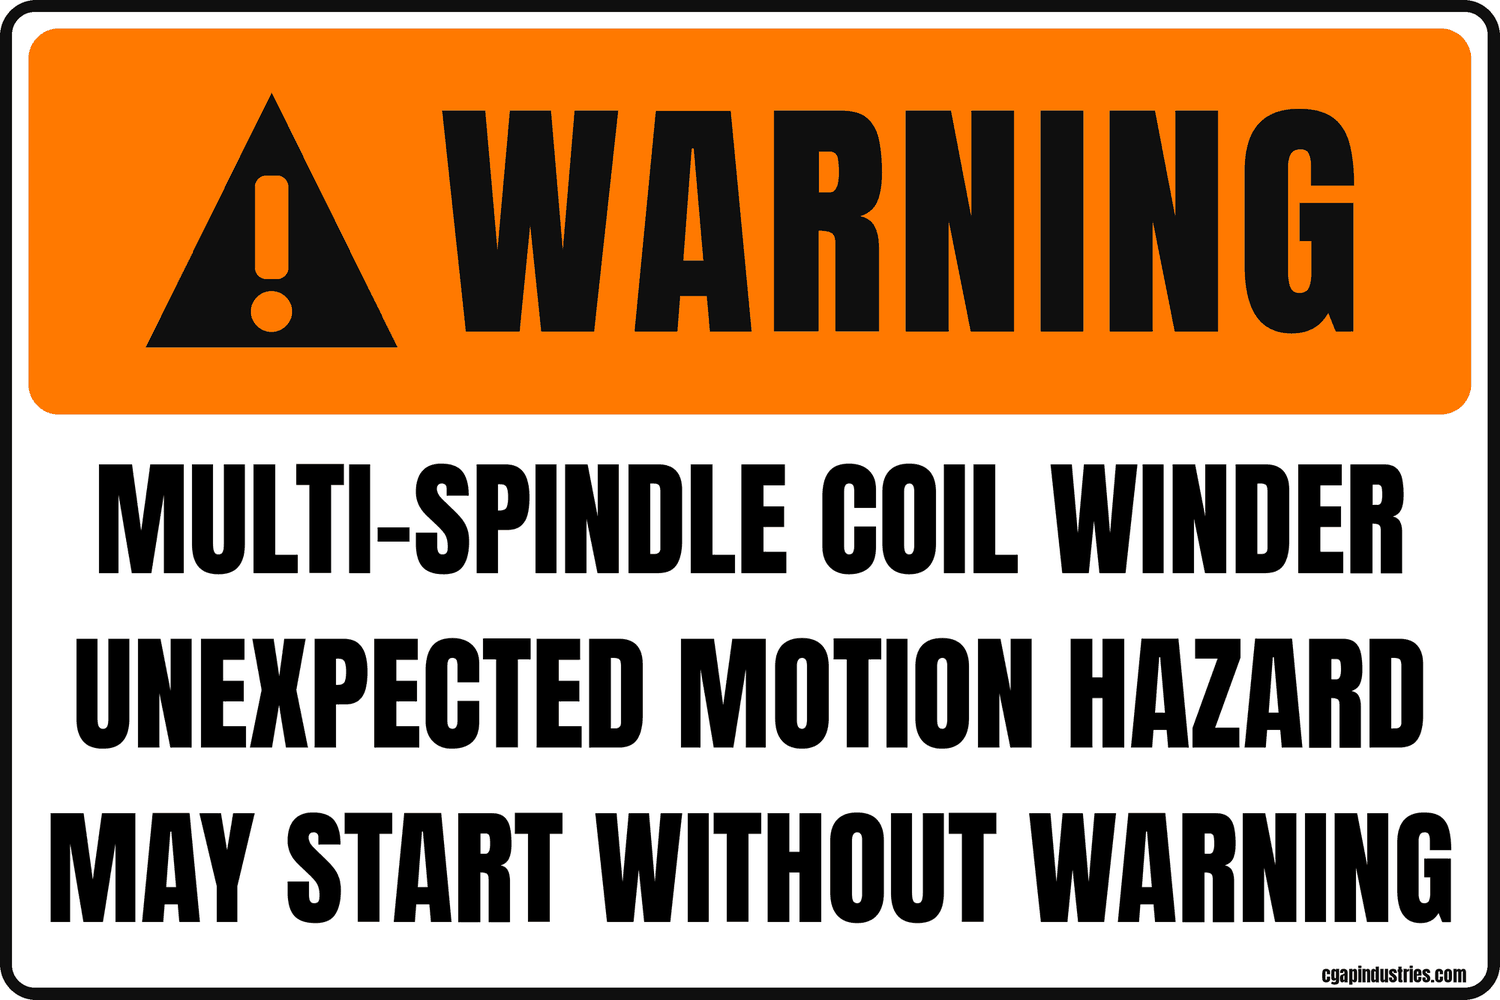 WARNING
MULTI-SPINDLE COIL WINDER
UNEXPECTED MOTION HAZARD
MAY START WITHOUT WARNING
cgapindustries.com